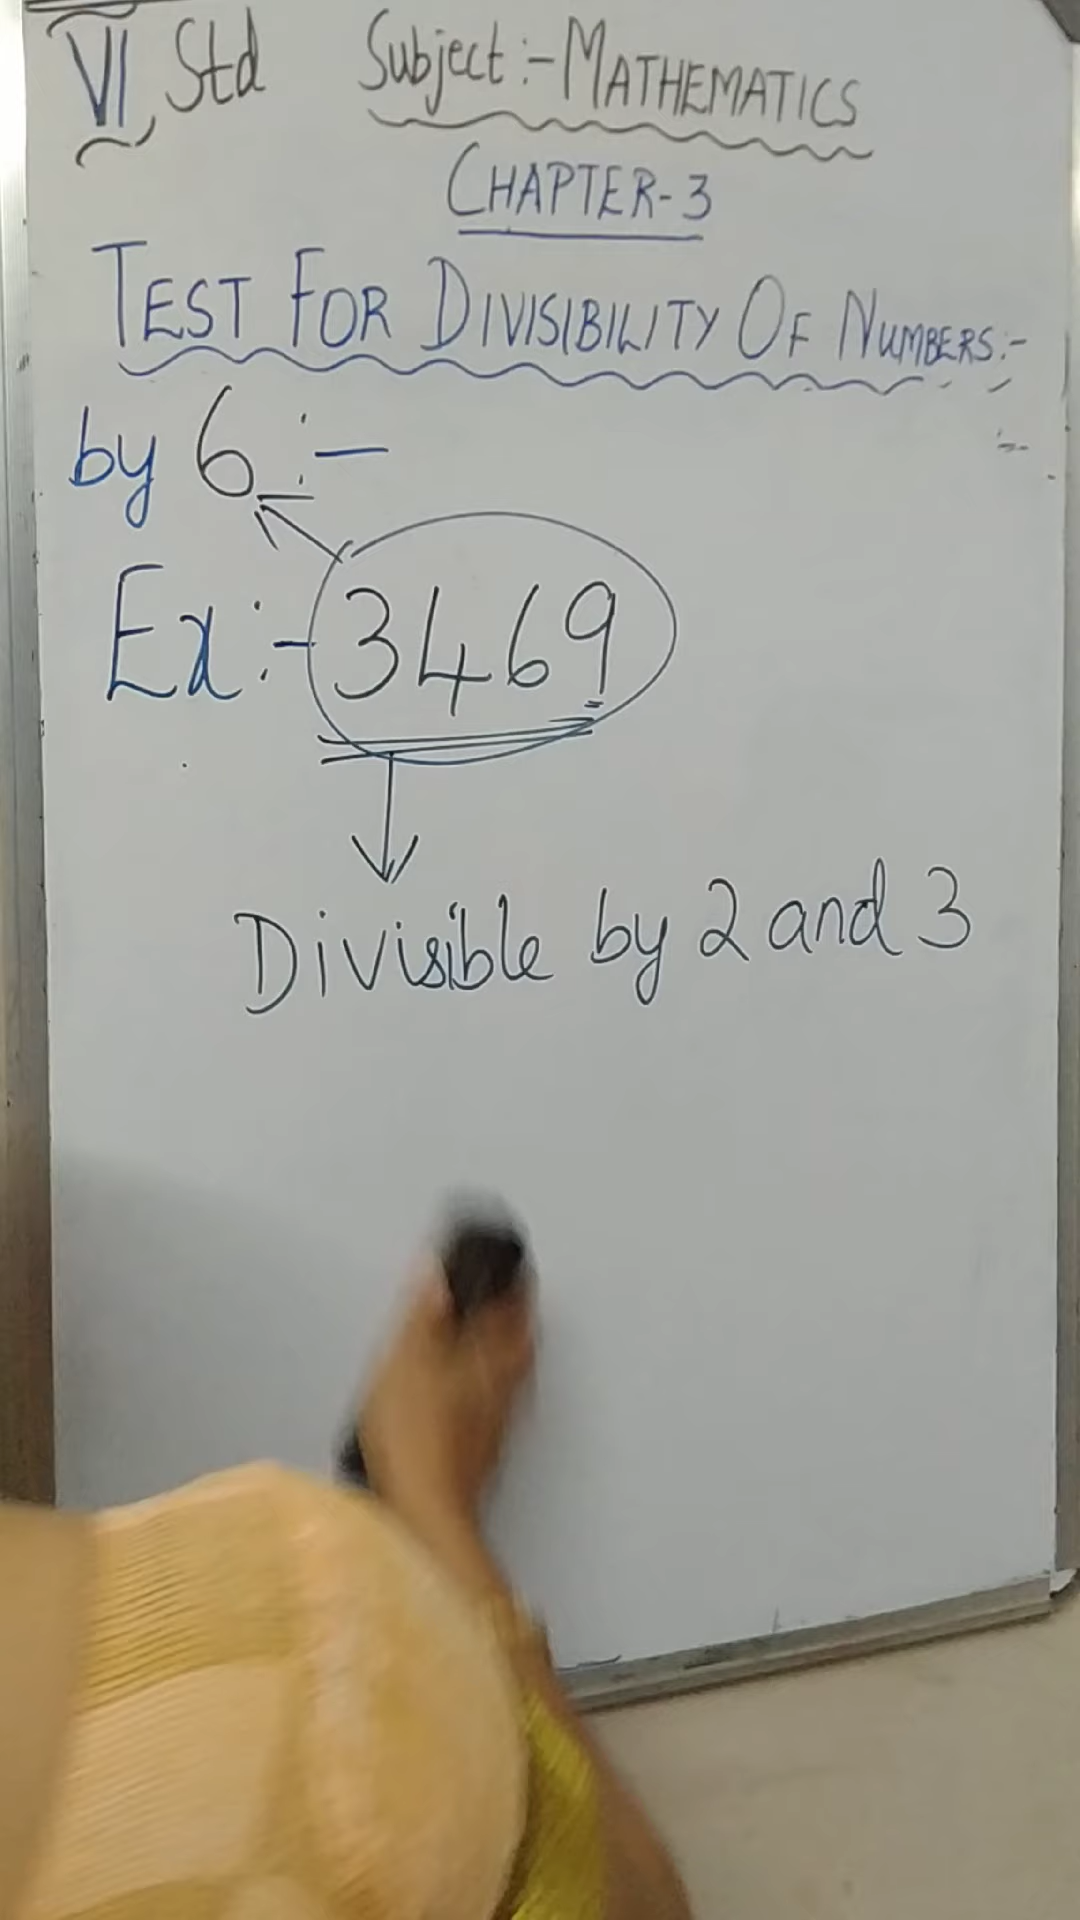 VI Std Subject:- MATHEMATICS
CHAPTER-3
TEST FOR DIVISIBILITY OF NUMBERS:-
by 6 :-
Ex:- 3469
Divisible by 2 and 3